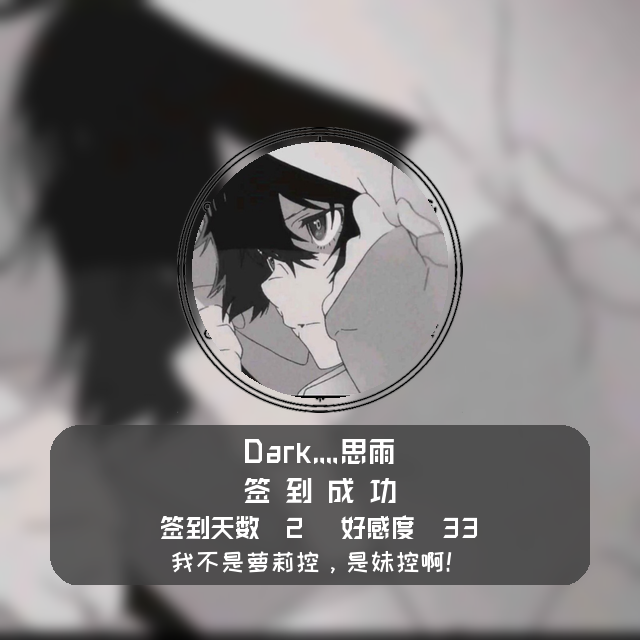 Dark....思雨
签 到 成 功
签到天数 2 好感度 33
我不是萝莉控，是妹控啊!